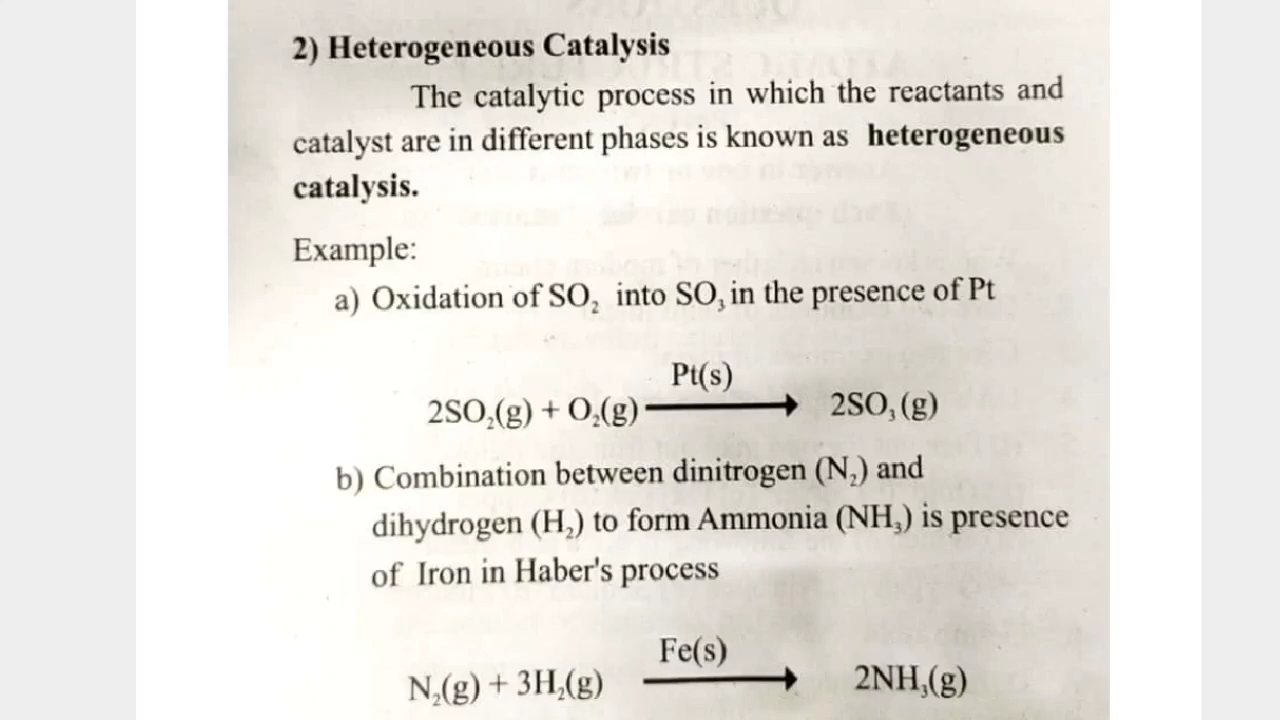 2) Heterogeneous Catalysis
The catalytic process in which the reactants and
catalyst are in different phases is known as heterogeneous
catalysis.
Example:
a) Oxidation of SO₂ into SO₃ in the presence of Pt
Pt(s)
2SO₂(g) + O₂(g) ⟶ 2SO₃(g)
b) Combination between dinitrogen (N₂) and
dihydrogen (H₂) to form Ammonia (NH₃) is presence
of Iron in Haber's process
Fe(s)
N₂(g) + 3H₂(g) ⟶ 2NH₃(g)